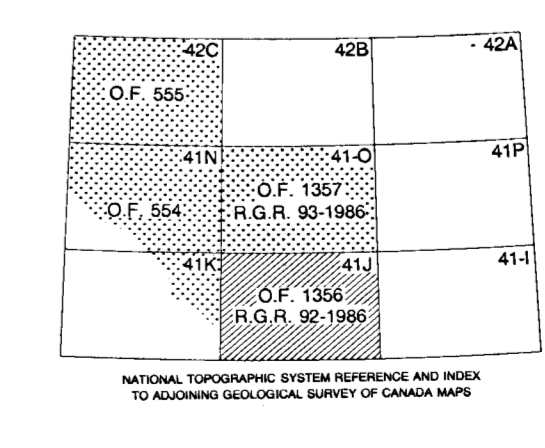 42C
42B
42A
O.F. 555
41N
41-O
41P
O.F. 554
O.F. 1357
R.G.R. 93-1986
41K
41J
41-I
O.F. 1356
R.G.R. 92-1986
NATIONAL TOPOGRAPHIC SYSTEM REFERENCE AND INDEX
TO ADJOINING GEOLOGICAL SURVEY OF CANADA MAPS